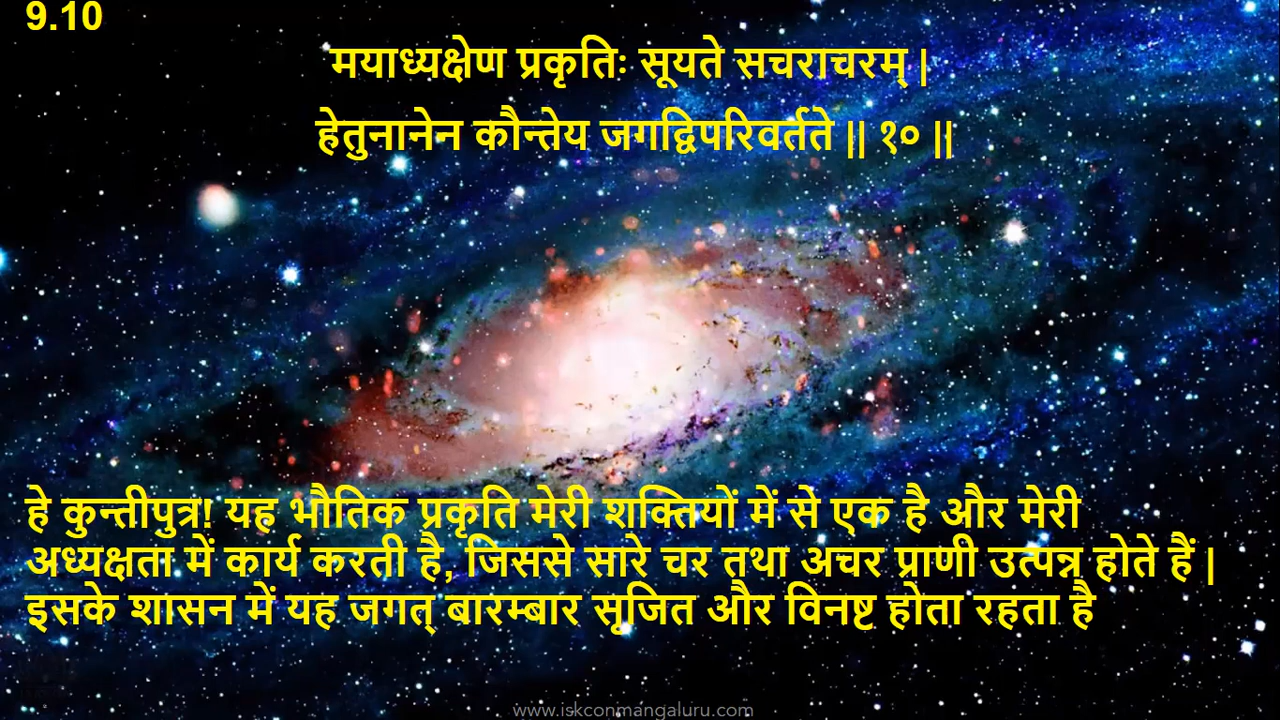 9.10
मयाध्यक्षेण प्रकृतिः सूयते सचराचरम् |
हेतुनानेन कौन्तेय जगद्विपरिवर्तते || १० ||
हे कुन्तीपुत्र! यह भौतिक प्रकृति मेरी शक्तियों में से एक है और मेरी
अध्यक्षता में कार्य करती है, जिससे सारे चर तथा अचर प्राणी उत्पन्न होते हैं |
इसके शासन में यह जगत् बारम्बार सृजित और विनष्ट होता रहता है
www.iskconmangaluru.com